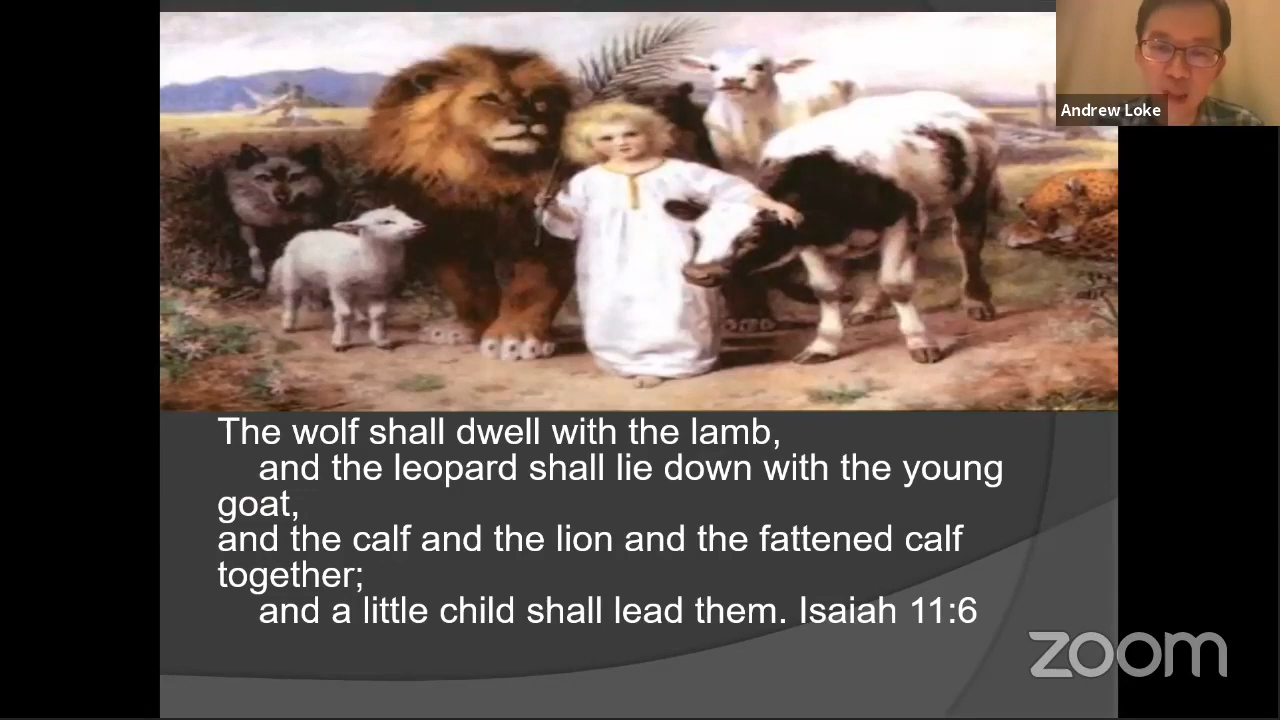 Andrew Loke
The wolf shall dwell with the lamb,
and the leopard shall lie down with the young
goat,
and the calf and the lion and the fattened calf
together;
and a little child shall lead them. Isaiah 11:6
zoom